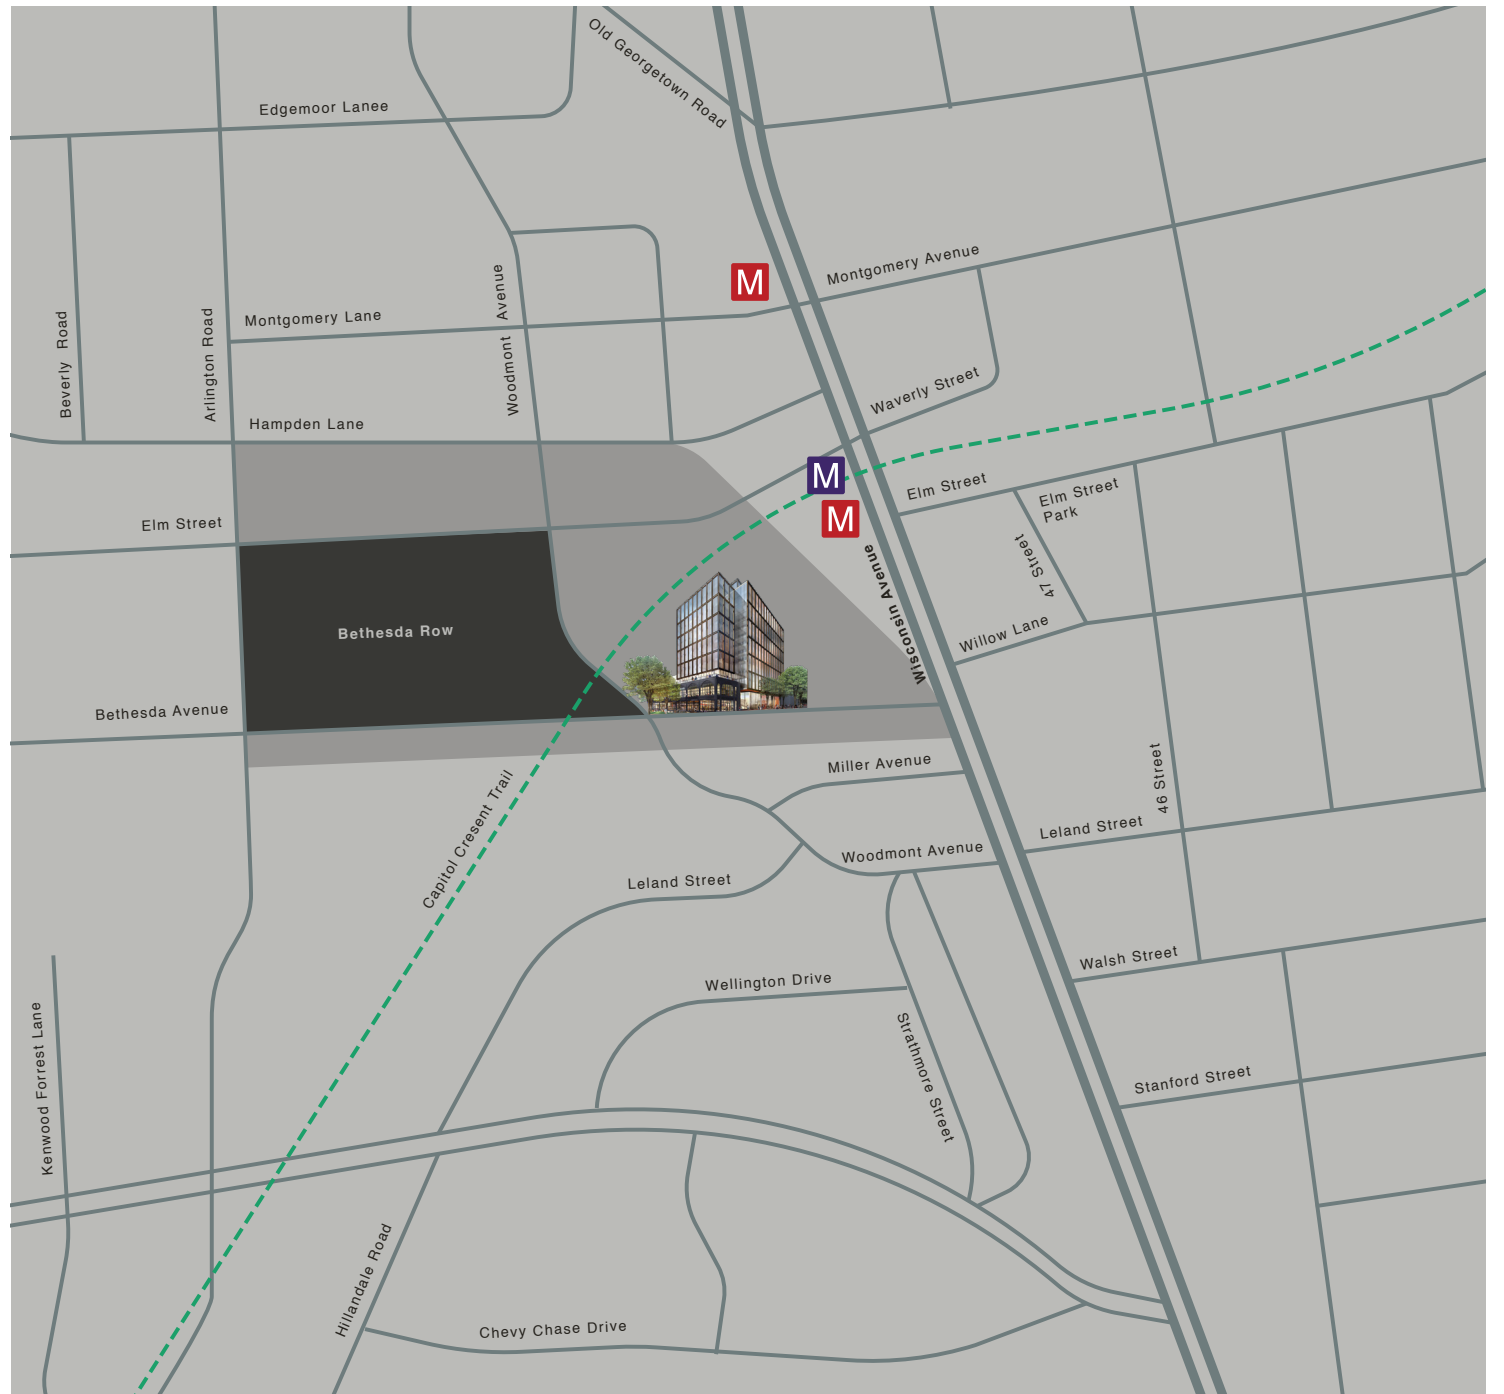 Old Georgetown Road
Edgemoor Lanee
Beverly Road
Arlington Road
Woodmont Avenue
Montgomery Lane
M
Montgomery Avenue
Hampden Lane
Waverly Street
M
M
Elm Street
Elm Street
Elm Street
Park
47 Street
Wisconsin Avenue
Willow Lane
Bethesda Row
Bethesda Avenue
Miller Avenue
46 Street
Capitol Cresent Trail
Leland Street
Woodmont Avenue
Leland Street
Walsh Street
Wellington Drive
Kenwood Forrest Lane
Strathmore Street
Stanford Street
Hillandale Road
Chevy Chase Drive